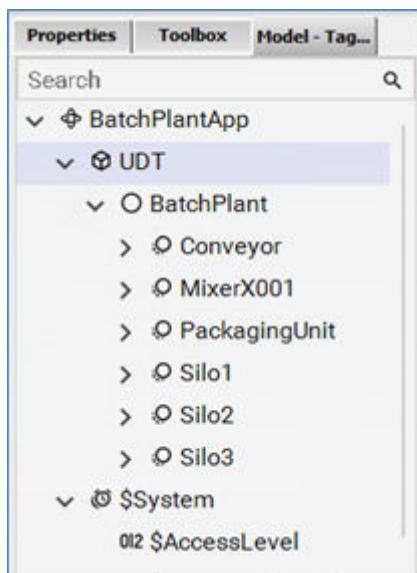 Properties Toolbox Model - Tag...
Search
BatchPlantApp
UDT
BatchPlant
Conveyor
MixerX001
PackagingUnit
Silo1
Silo2
Silo3
$System
012 $AccessLevel